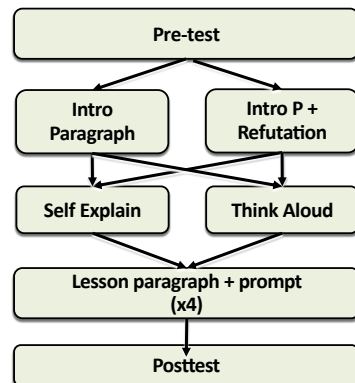 Pre-test
Intro
Paragraph
Intro P +
Refutation
Self Explain
Think Aloud
Lesson paragraph + prompt
(x4)
Posttest